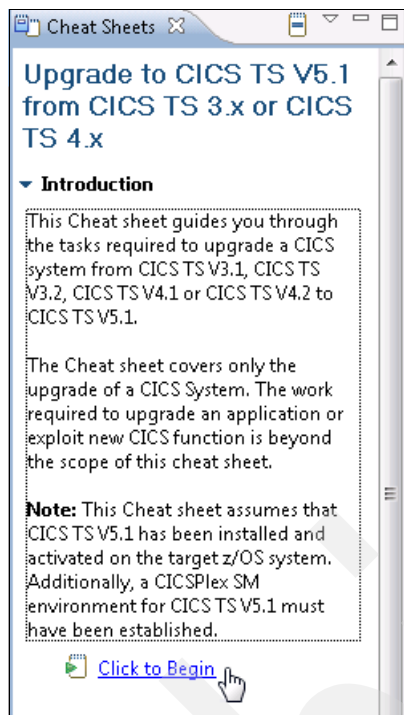 Cheat Sheets
Upgrade to CICS TS V5.1
from CICS TS 3.x or CICS
TS 4.x
Introduction
This Cheat sheet guides you through
the tasks required to upgrade a CICS
system from CICS TS V3.1, CICS TS
V3.2, CICS TS V4.1 or CICS TS V4.2 to
CICS TS V5.1.
The Cheat sheet covers only the
upgrade of a CICS System. The work
required to upgrade an application or
exploit new CICS function is beyond
the scope of this cheat sheet.
Note: This Cheat sheet assumes that
CICS TS V5.1 has been installed and
activated on the target z/OS system.
Additionally, a CICSPlex SM
environment for CICS TS V5.1 must
have been established.
Click to Begin